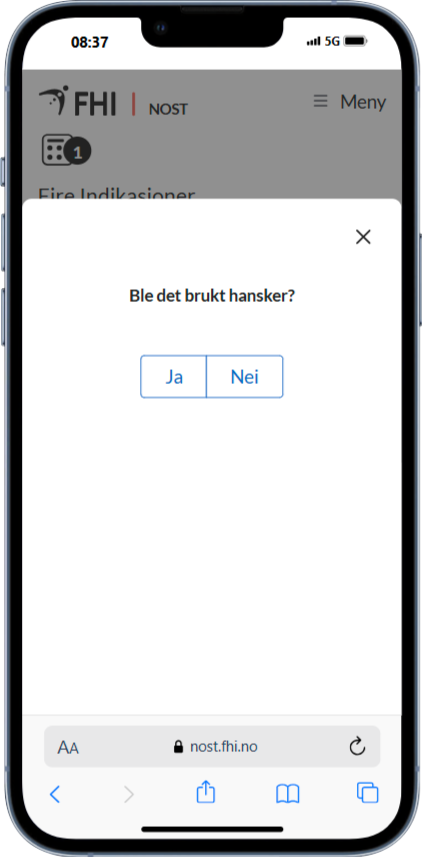 08:37
5G
FHI | NOST
Meny
1
Fire Indikasjoner
Ble det brukt hansker?
Ja
Nei
AA
nost.fhi.no